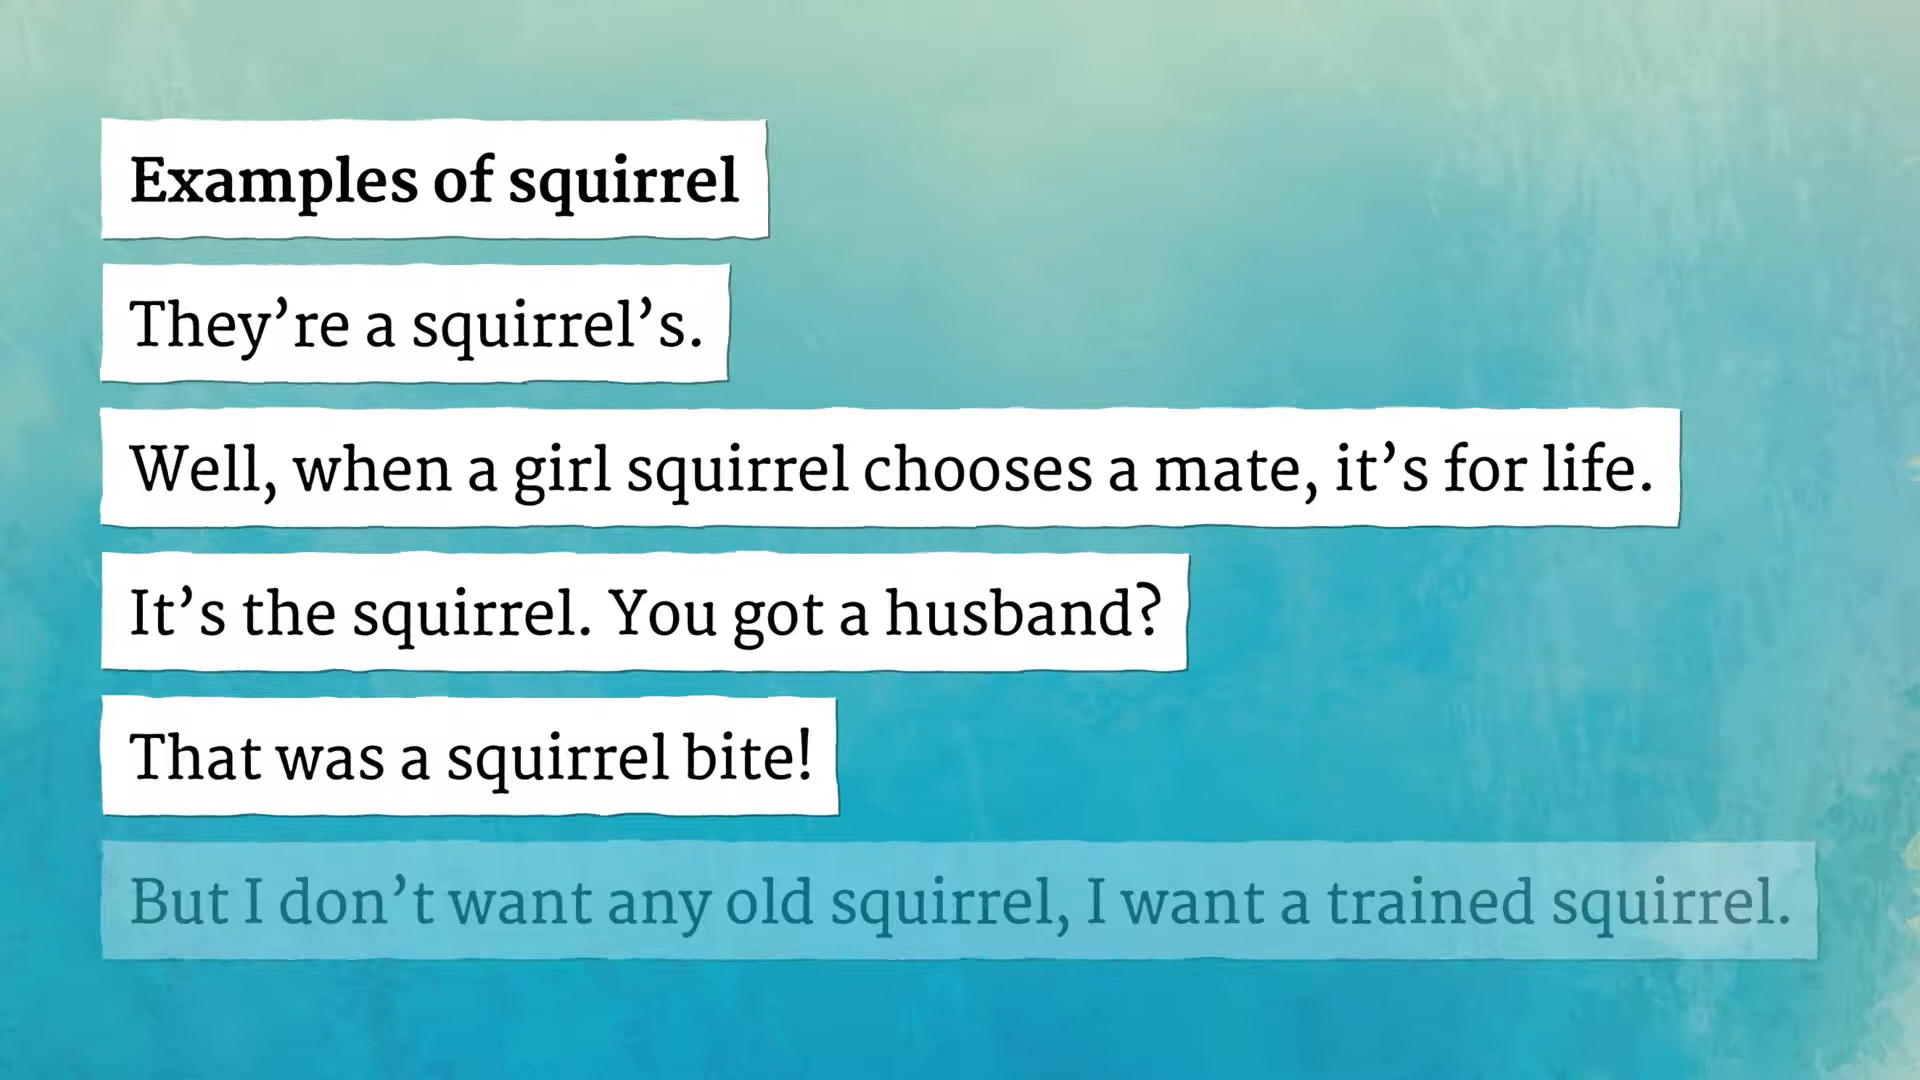 Examples of squirrel
They’re a squirrel’s.
Well, when a girl squirrel chooses a mate, it’s for life.
It’s the squirrel. You got a husband?
That was a squirrel bite!
But I don’t want any old squirrel, I want a trained squirrel.